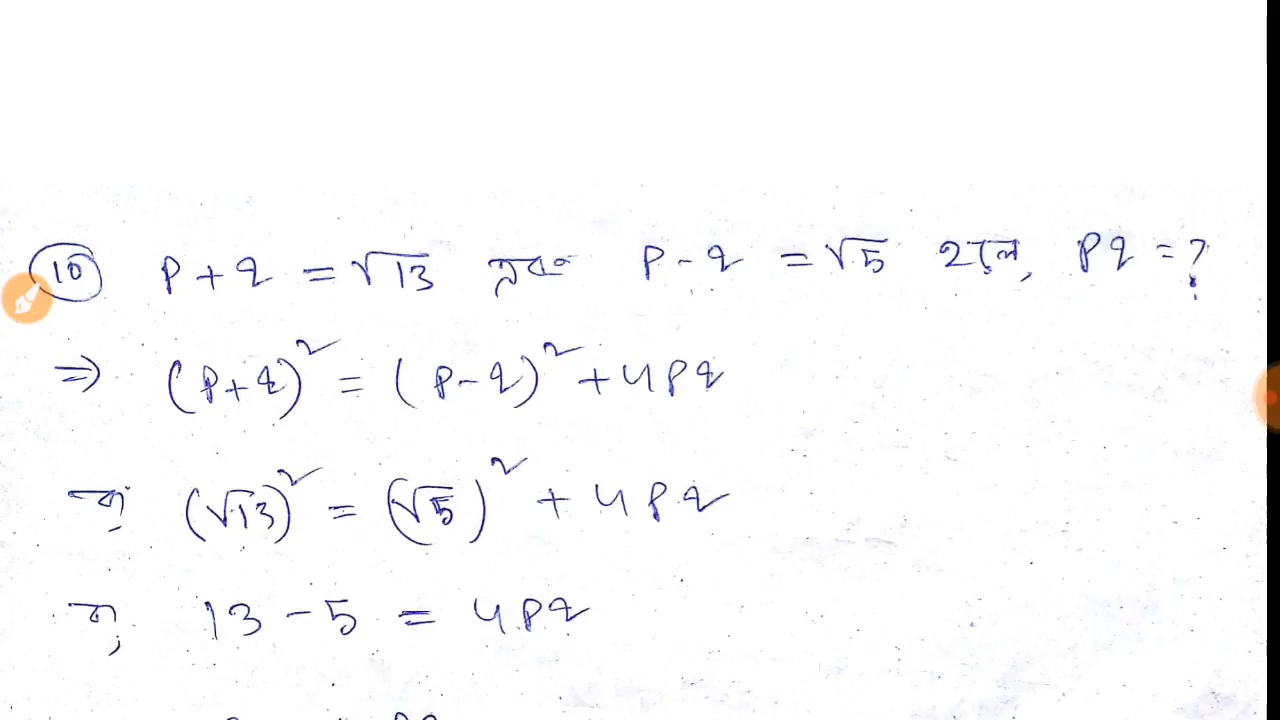 10 P + q = √13 এবং P - q = √5 হলে, Pq = ?
⇒ (P+q)² = (P-q)² + 4Pq
বা, (√13)² = (√5)² + 4Pq
বা, 13 - 5 = 4Pq